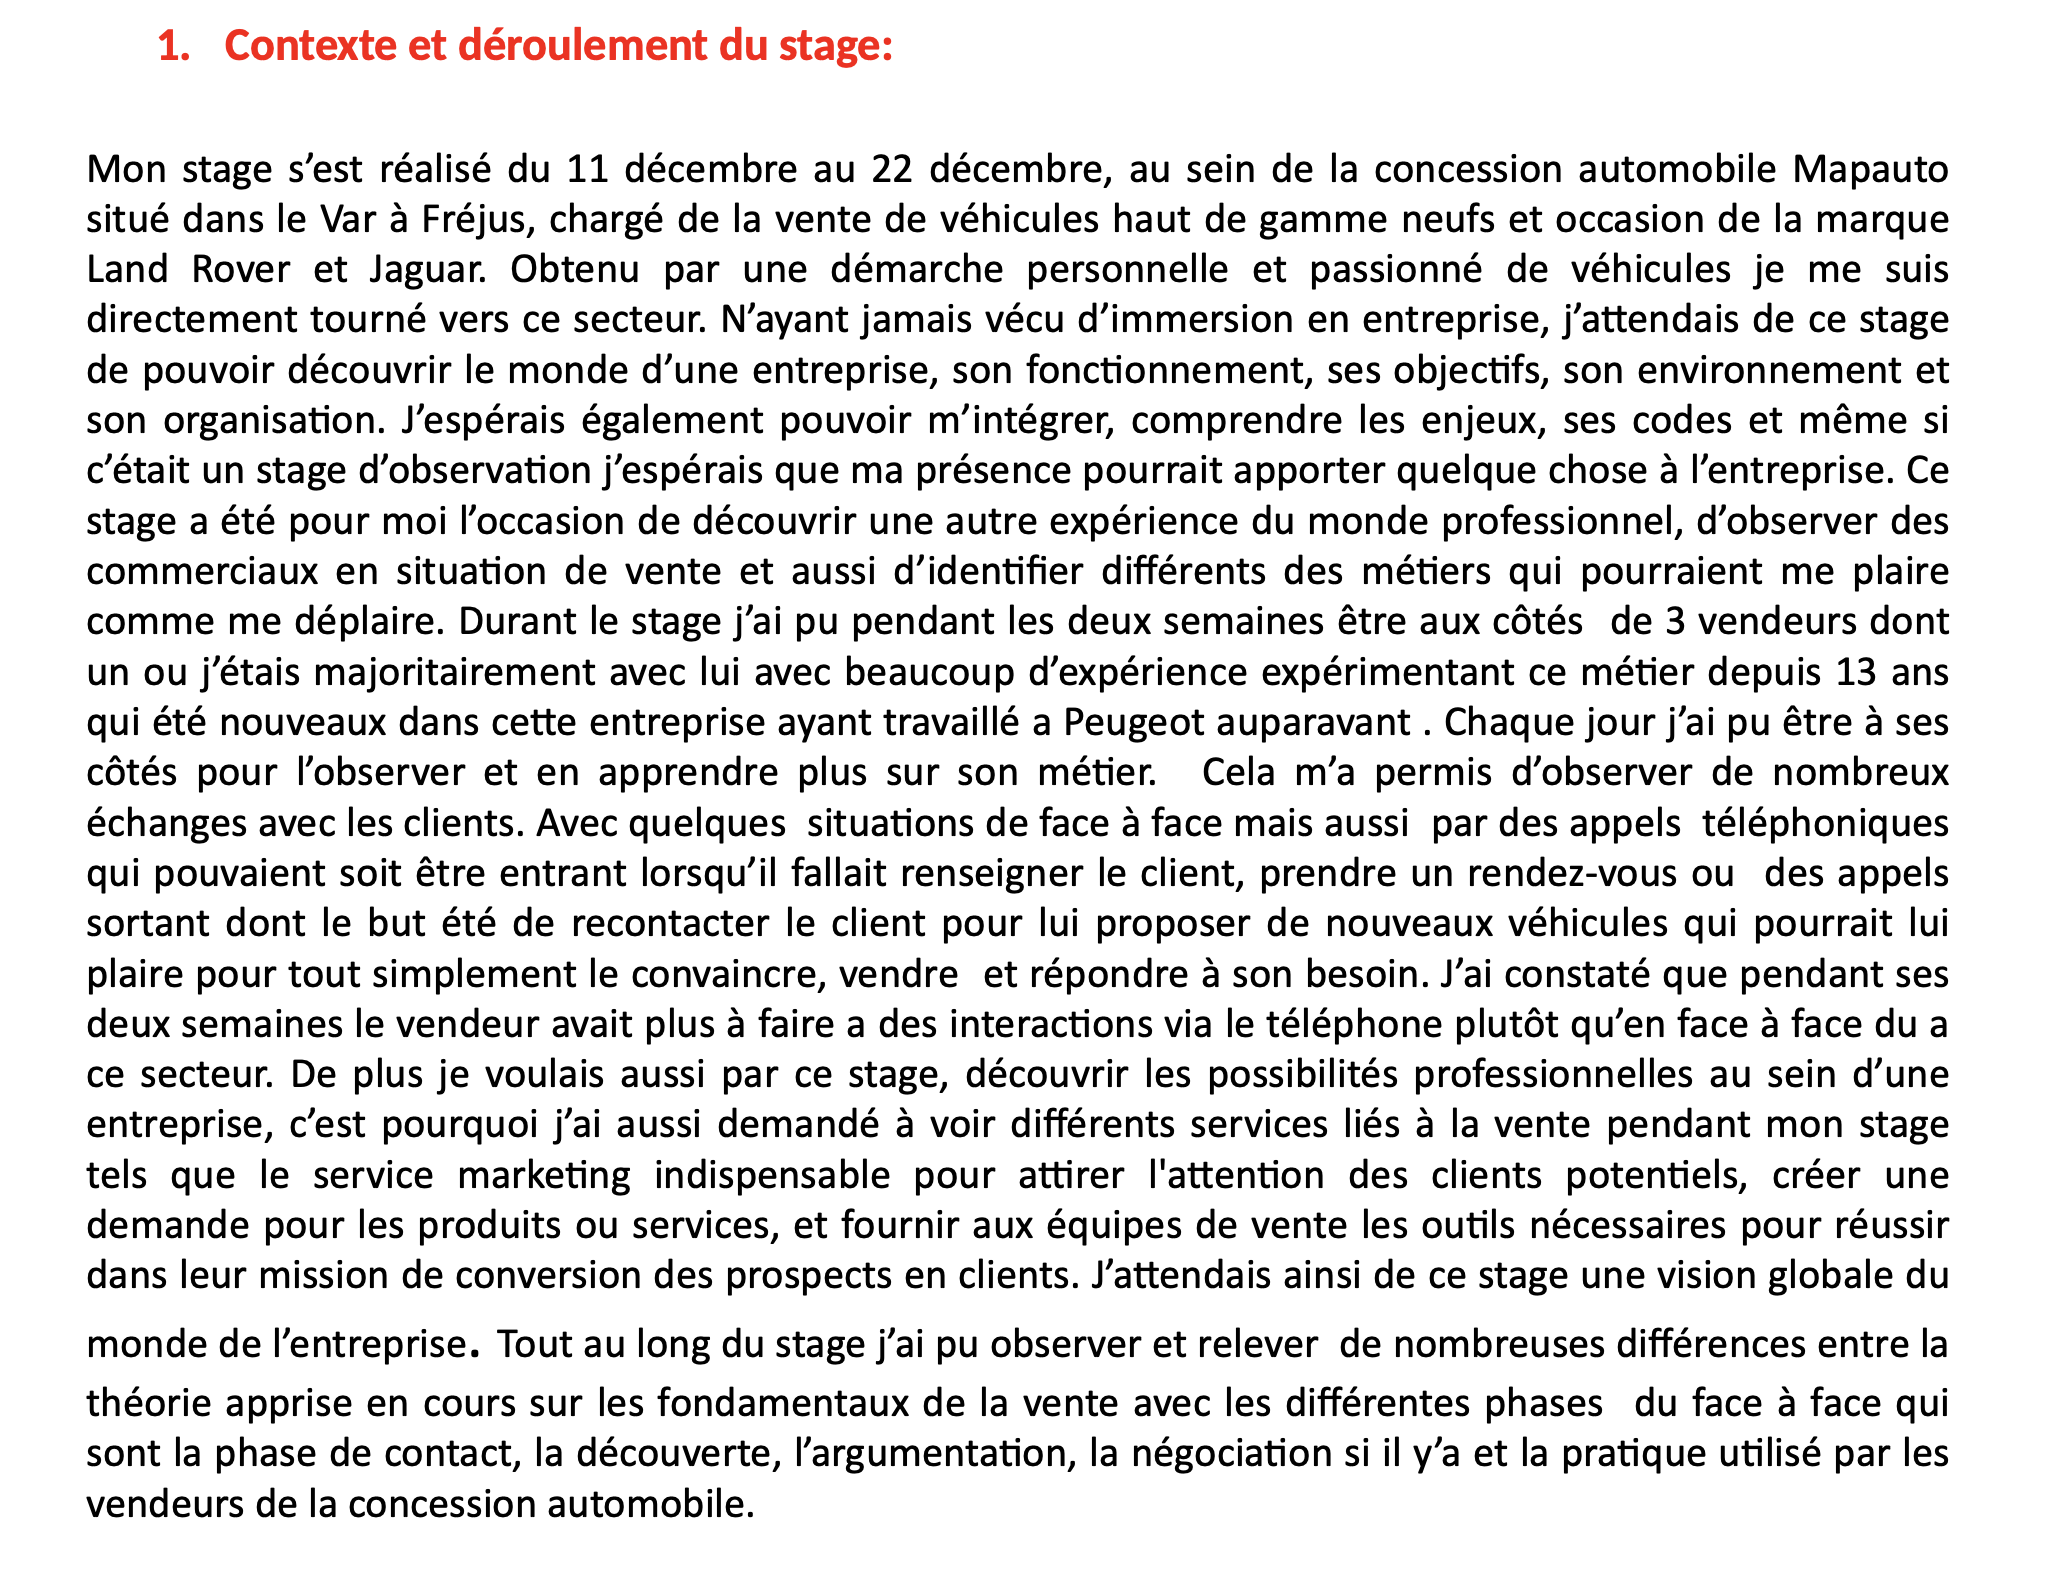 1. Contexte et déroulement du stage:
Mon stage s’est réalisé du 11 décembre au 22 décembre, au sein de la concession automobile Mapauto
situé dans le Var à Fréjus, chargé de la vente de véhicules haut de gamme neufs et occasion de la marque
Land Rover et Jaguar. Obtenu par une démarche personnelle et passionné de véhicules je me suis
directement tourné vers ce secteur. N’ayant jamais vécu d’immersion en entreprise, j’attendais de ce stage
de pouvoir découvrir le monde d’une entreprise, son fonctionnement, ses objectifs, son environnement et
son organisation. J’espérais également pouvoir m’intégrer, comprendre les enjeux, ses codes et même si
c’était un stage d’observation j’espérais que ma présence pourrait apporter quelque chose à l’entreprise. Ce
stage a été pour moi l’occasion de découvrir une autre expérience du monde professionnel, d’observer des
commerciaux en situation de vente et aussi d’identifier différents des métiers qui pourraient me plaire
comme me déplaire. Durant le stage j’ai pu pendant les deux semaines être aux côtés  de 3 vendeurs dont
un ou j’étais majoritairement avec lui avec beaucoup d’expérience expérimentant ce métier depuis 13 ans
qui été nouveaux dans cette entreprise ayant travaillé a Peugeot auparavant . Chaque jour j’ai pu être à ses
côtés pour l’observer et en apprendre plus sur son métier.  Cela m’a permis d’observer de nombreux
échanges avec les clients. Avec quelques  situations de face à face mais aussi  par des appels  téléphoniques
qui pouvaient soit être entrant lorsqu’il fallait renseigner le client, prendre un rendez-vous ou  des appels
sortant dont le but été de recontacter le client pour lui proposer de nouveaux véhicules qui pourrait lui
plaire pour tout simplement le convaincre, vendre  et répondre à son besoin. J’ai constaté que pendant ses
deux semaines le vendeur avait plus à faire a des interactions via le téléphone plutôt qu’en face à face du a
ce secteur. De plus je voulais aussi par ce stage, découvrir les possibilités professionnelles au sein d’une
entreprise, c’est pourquoi j’ai aussi demandé à voir différents services liés à la vente pendant mon stage
tels que le service marketing indispensable pour attirer l'attention des clients potentiels, créer une
demande pour les produits ou services, et fournir aux équipes de vente les outils nécessaires pour réussir
dans leur mission de conversion des prospects en clients. J’attendais ainsi de ce stage une vision globale du
monde de l’entreprise. Tout au long du stage j’ai pu observer et relever  de nombreuses différences entre la
théorie apprise en cours sur les fondamentaux de la vente avec les différentes phases  du face à face qui
sont la phase de contact, la découverte, l’argumentation, la négociation si il y’a et la pratique utilisé par les
vendeurs de la concession automobile.